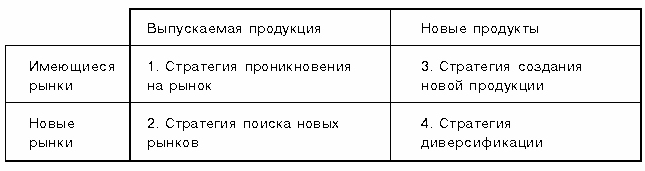 Выпускаемая продукция
Новые продукты
Имеющиеся
рынки
1. Стратегия проникновения
на рынок
3. Стратегия создания
новой продукции
Новые
рынки
2. Стратегия поиска новых
рынков
4. Стратегия
диверсификации